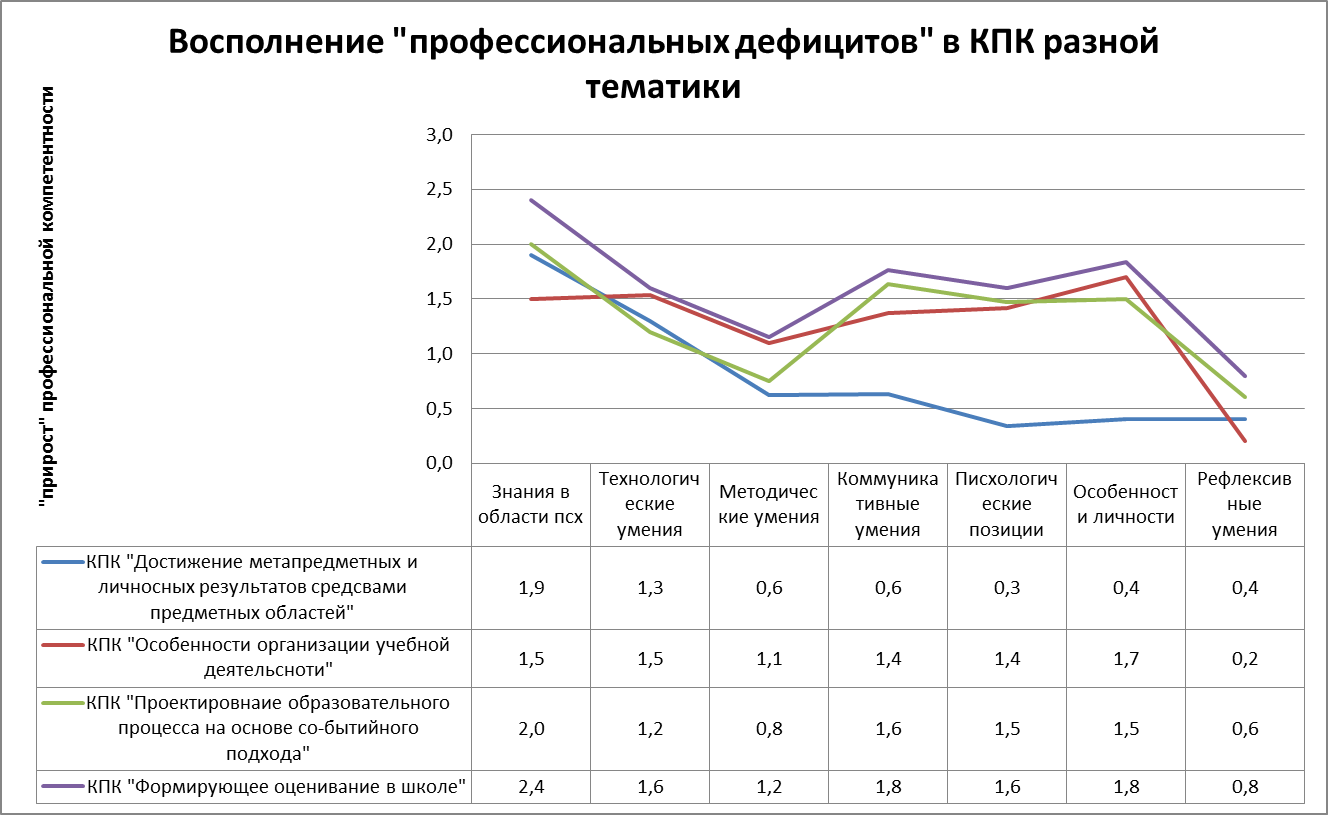 Восполнение "профессиональных дефицитов" в КПК разной
тематики
"прирост" профессиональной компетентности
3,0
2,5
2,0
1,5
1,0
0,5
0,0
Знания в
области псх
Технологич
еские
умения
Методичес
кие умения
Коммуника
тивные
умения
Писхологич
еские
позиции
Особенност
и личности
Рефлексив
ные
умения
КПК "Достижение метапредметных и
личносных результатов средсвами
предметных областей"
1,9 1,3 0,6 0,6 0,3 0,4 0,4
КПК "Особенности организации учебной
деятельсноти"
1,5 1,5 1,1 1,4 1,4 1,7 0,2
КПК "Проектировнаие образовательного
процесса на основе со-бытийного
подхода"
2,0 1,2 0,8 1,6 1,5 1,5 0,6
КПК "Формирующее оценивание в школе"
2,4 1,6 1,2 1,8 1,6 1,8 0,8